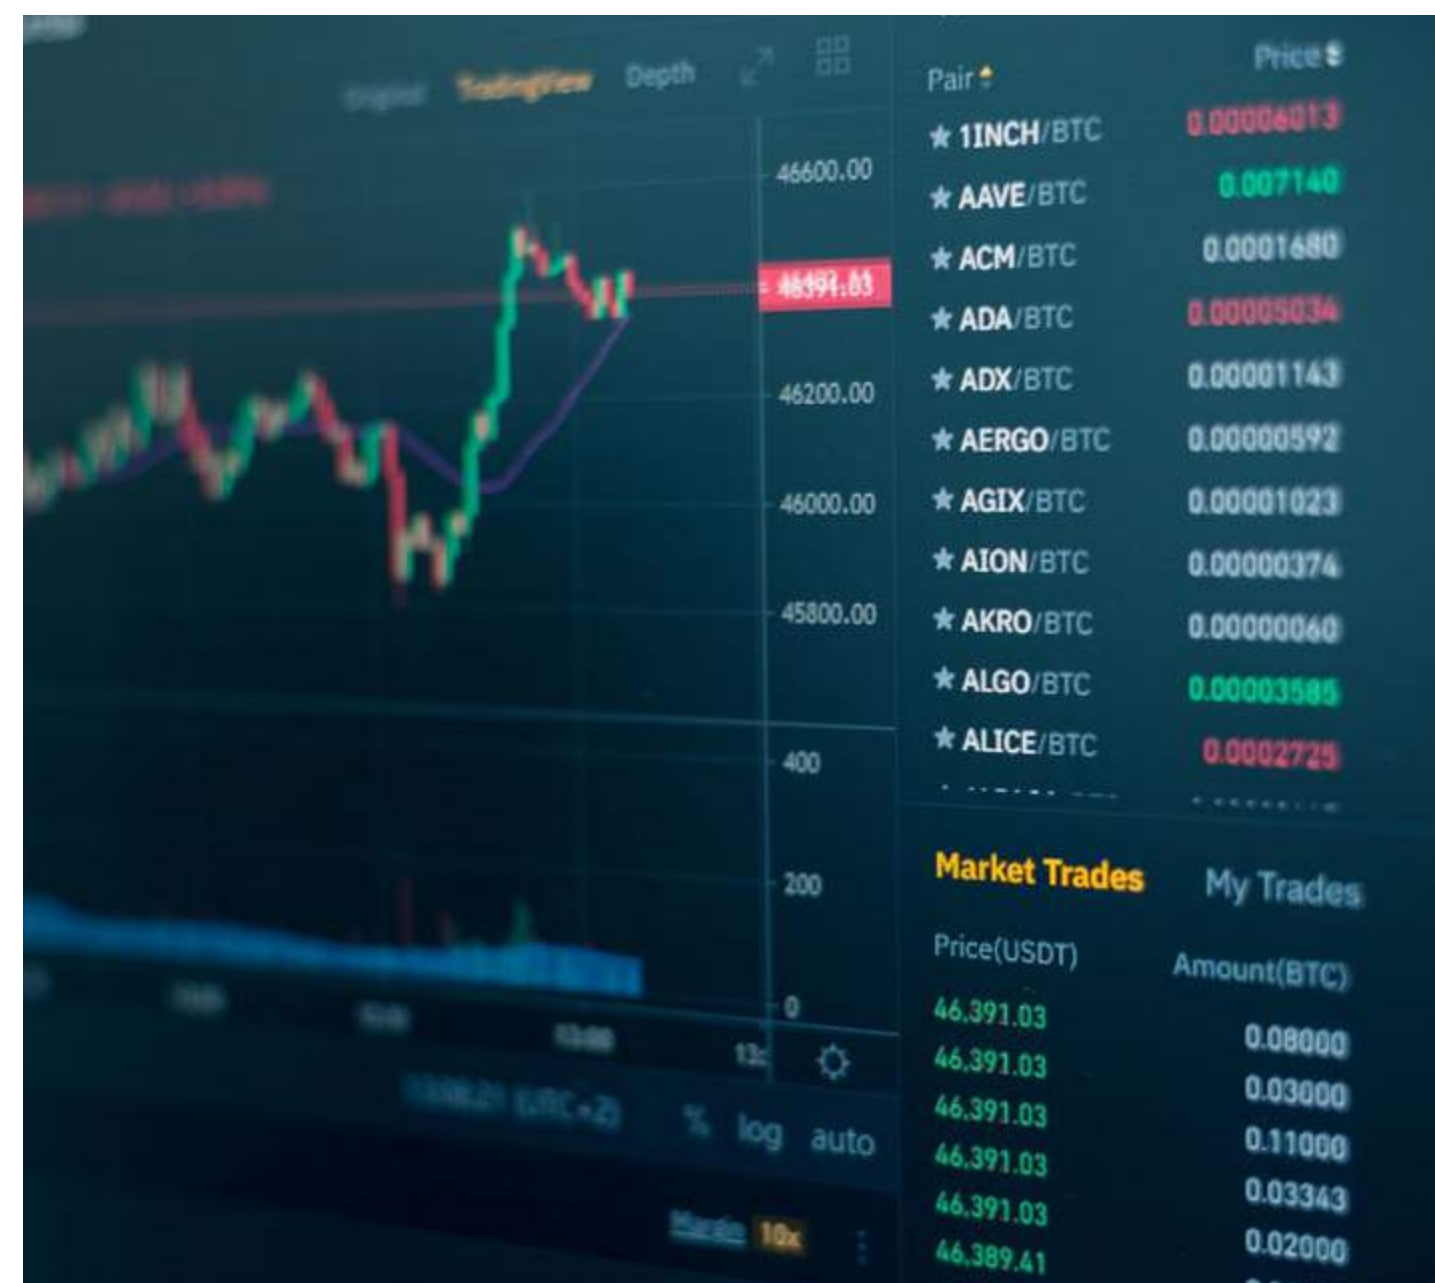 TradingView Depth
46600.00
46391.03
46200.00
46000.00
45800.00
400
200
0
13:00
(UTC+2) % log auto
Margin 10x
Pair Price
1INCH/BTC 0.00006013
AAVE/BTC 0.007140
ACM/BTC 0.0001680
ADA/BTC 0.00005034
ADX/BTC 0.00001143
AERGO/BTC 0.00000592
AGIX/BTC 0.00001023
AION/BTC 0.00000374
AKRO/BTC 0.00000060
ALGO/BTC 0.00003585
ALICE/BTC 0.0002725
Market Trades My Trades
Price(USDT) Amount(BTC)
46,391.03 0.08000
46,391.03 0.03000
46,391.03 0.11000
46,391.03 0.03343
46,391.03 0.02000
46,389.41